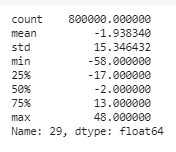 count    800000.000000
mean         -1.938340
std          15.346432
min         -58.000000
25%         -17.000000
50%          -2.000000
75%          13.000000
max          48.000000
Name: 29, dtype: float64